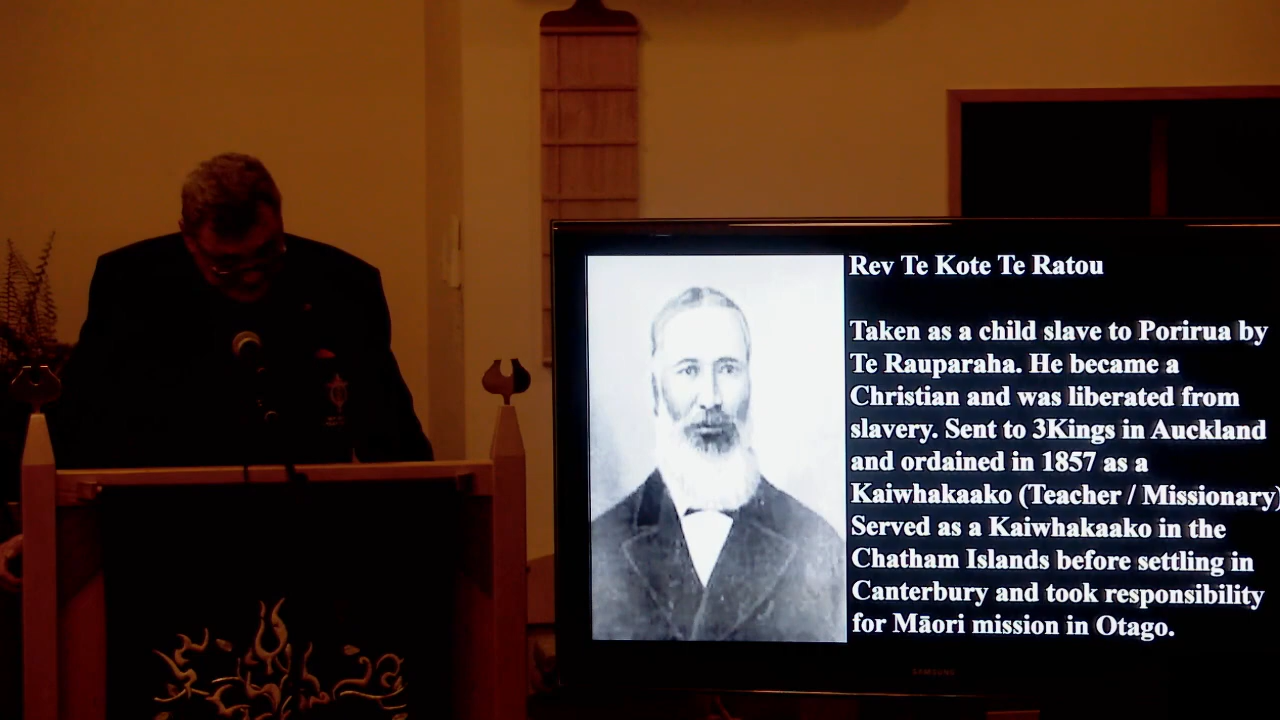 Rev Te Kote Te Ratou
Taken as a child slave to Porirua by
Te Rauparaha. He became a
Christian and was liberated from
slavery. Sent to 3Kings in Auckland
and ordained in 1857 as a
Kaiwhakaako (Teacher / Missionary)
Served as a Kaiwhakaako in the
Chatham Islands before settling in
Canterbury and took responsibility
for Māori mission in Otago.
SAMSUNG